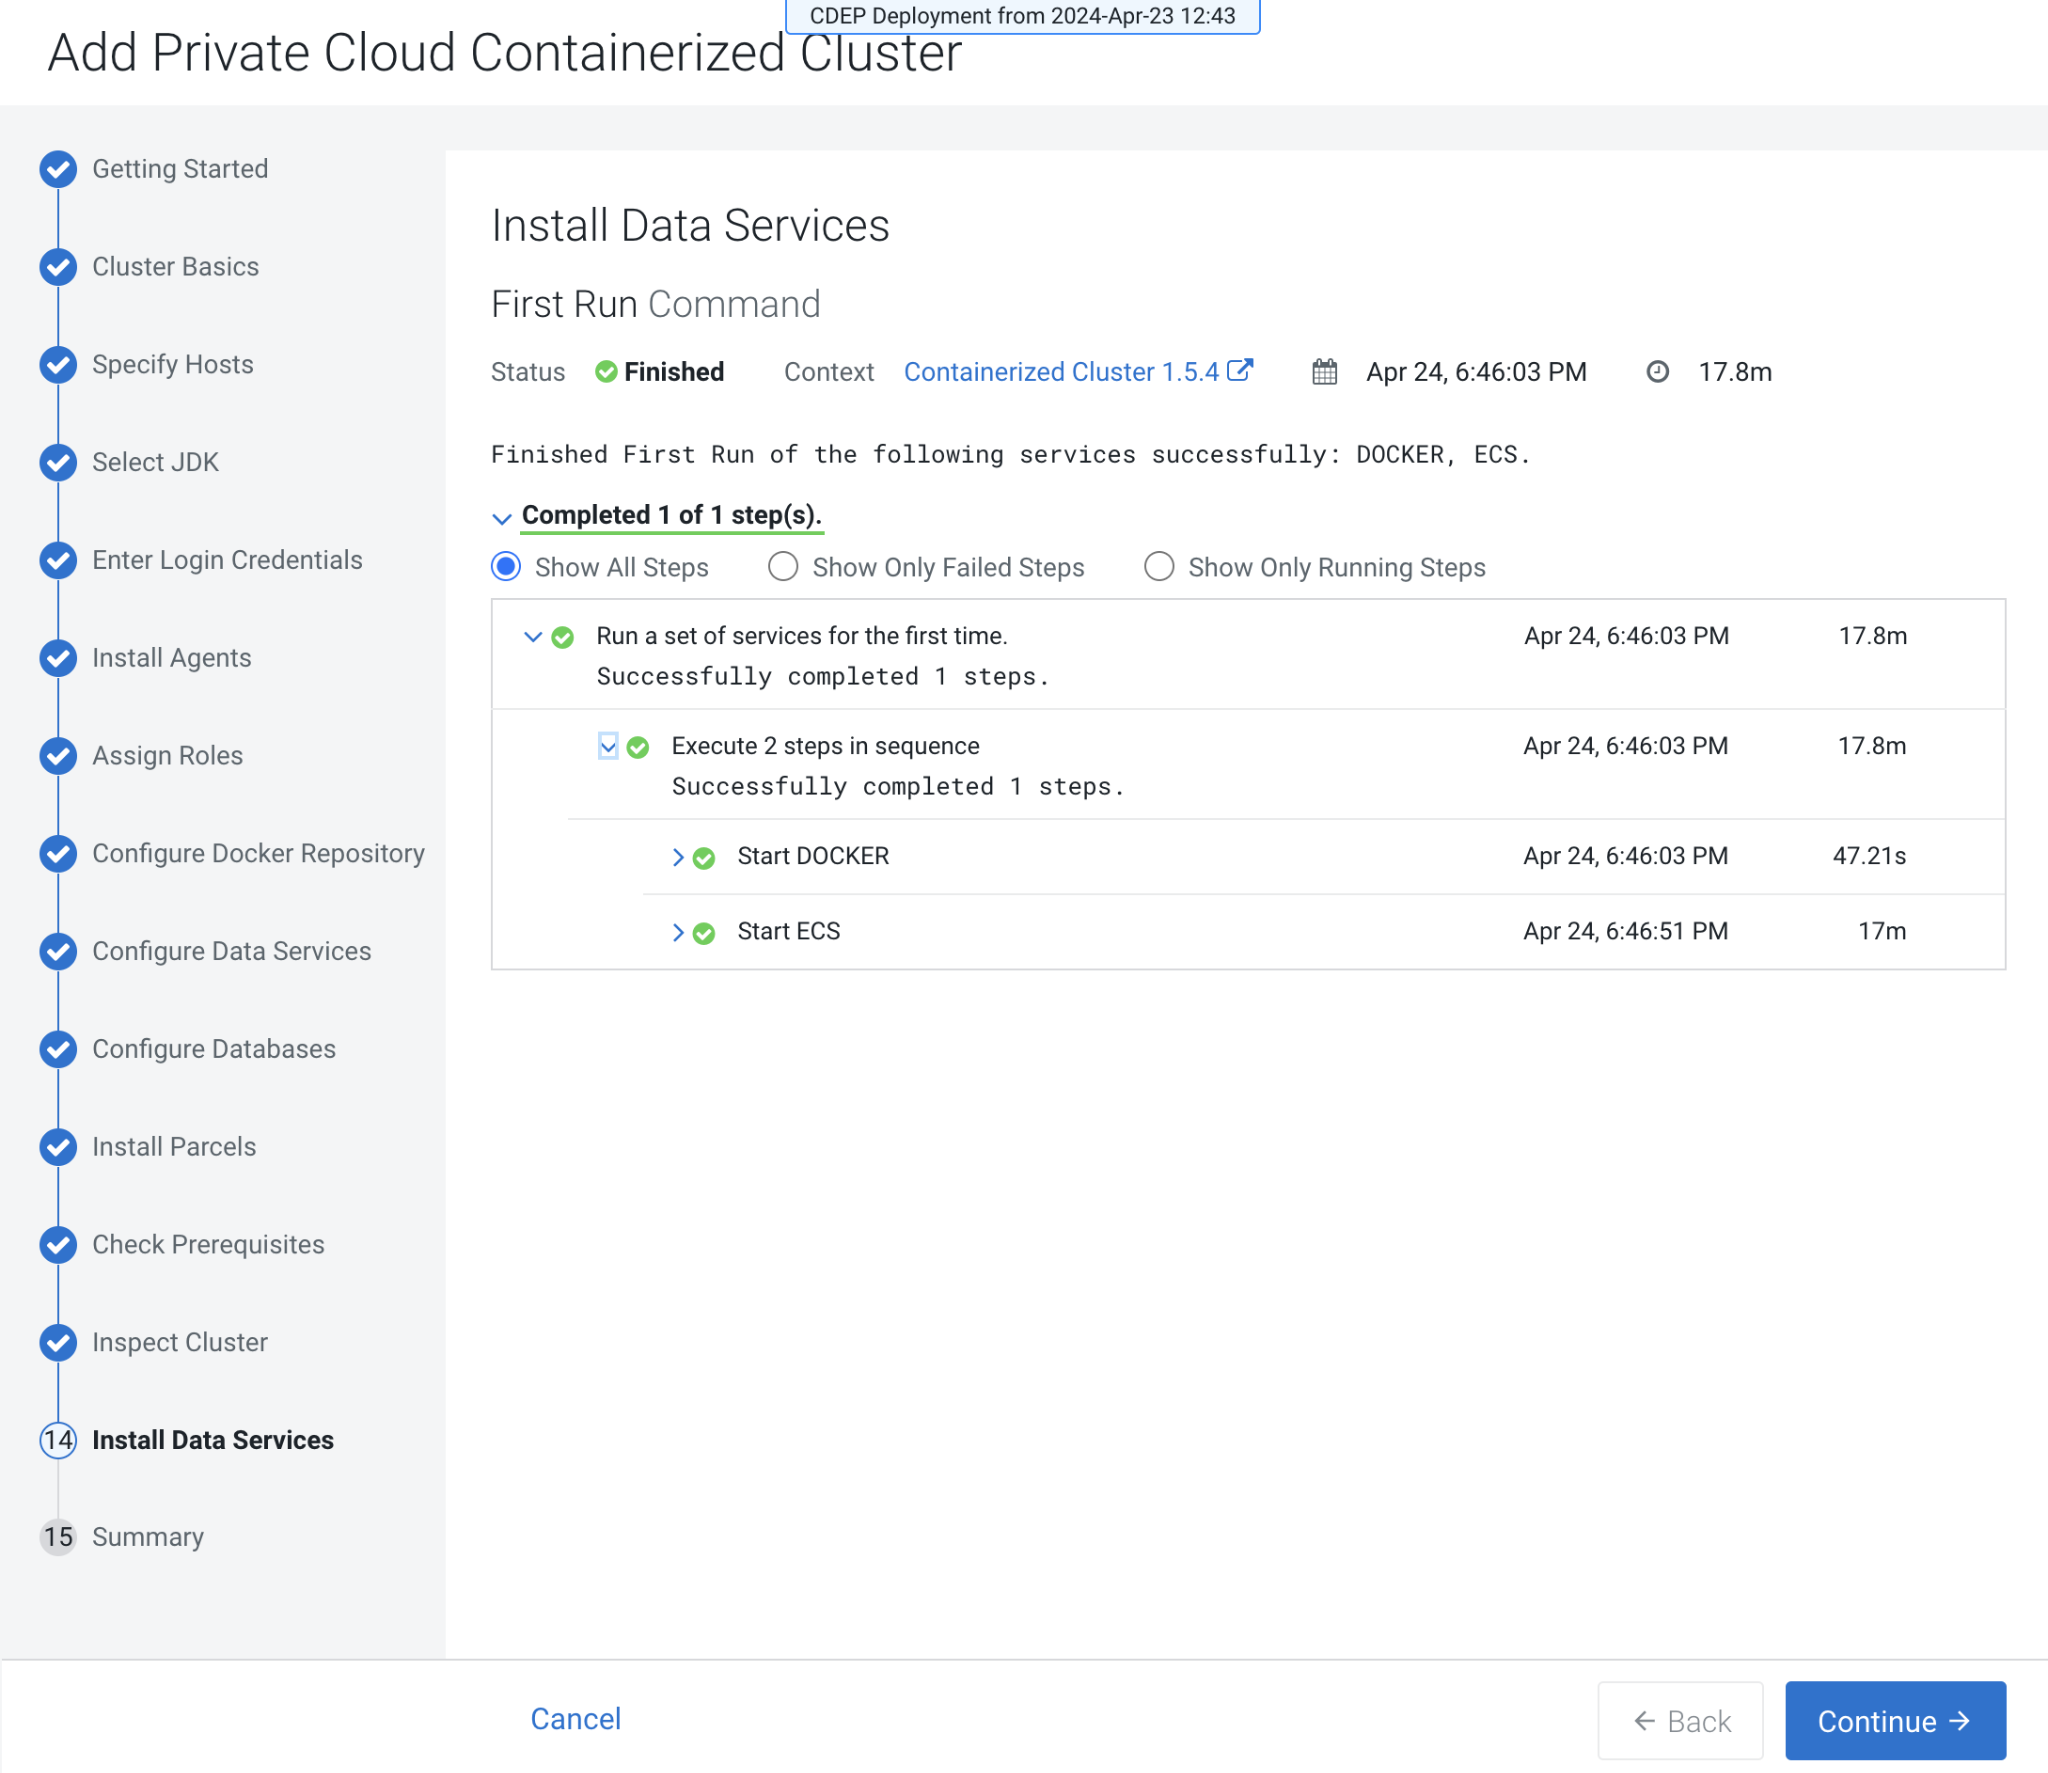 CDEP Deployment from 2024-Apr-23 12:43
Add Private Cloud Containerized Cluster
Getting Started
Cluster Basics
Specify Hosts
Select JDK
Enter Login Credentials
Install Agents
Assign Roles
Configure Docker Repository
Configure Data Services
Configure Databases
Install Parcels
Check Prerequisites
Inspect Cluster
14 Install Data Services
15 Summary
Install Data Services
First Run Command
Status Finished Context Containerized Cluster 1.5.4 Apr 24, 6:46:03 PM 17.8m
Finished First Run of the following services successfully: DOCKER, ECS.
Completed 1 of 1 step(s).
Show All Steps Show Only Failed Steps Show Only Running Steps
Run a set of services for the first time. Apr 24, 6:46:03 PM 17.8m
Successfully completed 1 steps.
Execute 2 steps in sequence Apr 24, 6:46:03 PM 17.8m
Successfully completed 1 steps.
Start DOCKER Apr 24, 6:46:03 PM 47.21s
Start ECS Apr 24, 6:46:51 PM 17m
Cancel
Back
Continue